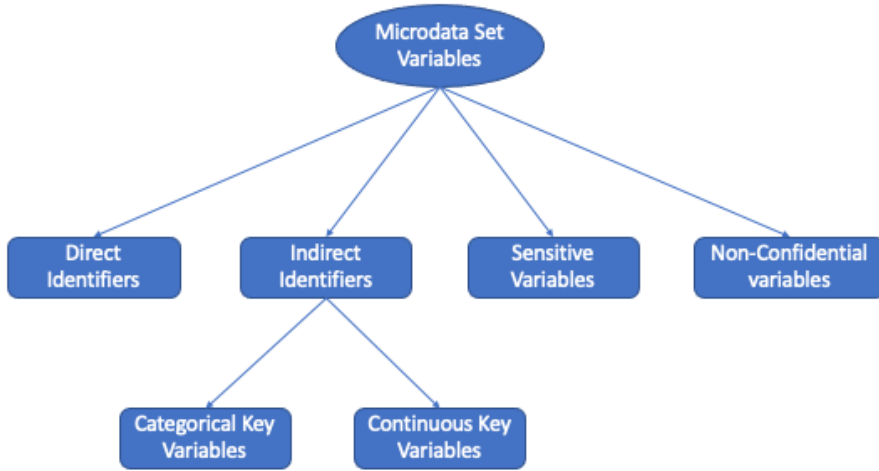 Microdata Set
Variables
Direct
Identifiers
Indirect
Identifiers
Sensitive
Variables
Non-Confidential
variables
Categorical Key
Variables
Continuous Key
Variables